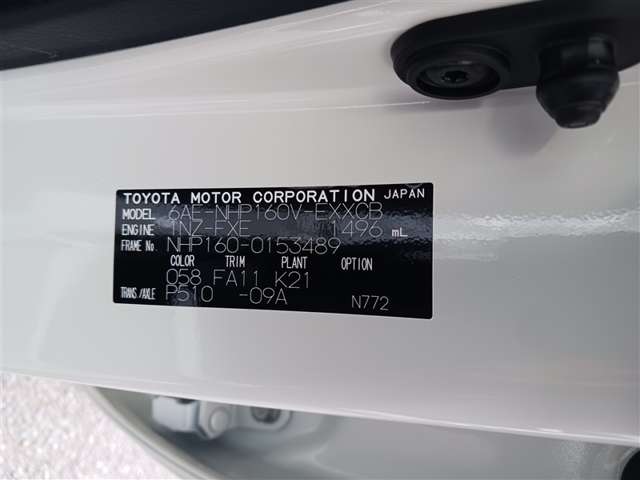 TOYOTA MOTOR CORPORATION JAPAN
MODEL 6AE-NHP160V-EXXCB
ENGINE 1NZ-FXE 1496 mL
FRAME No. NHP160-0153489
COLOR TRIM PLANT OPTION
058 FA11 K21
TRANS/AXLE P510 -09A N772